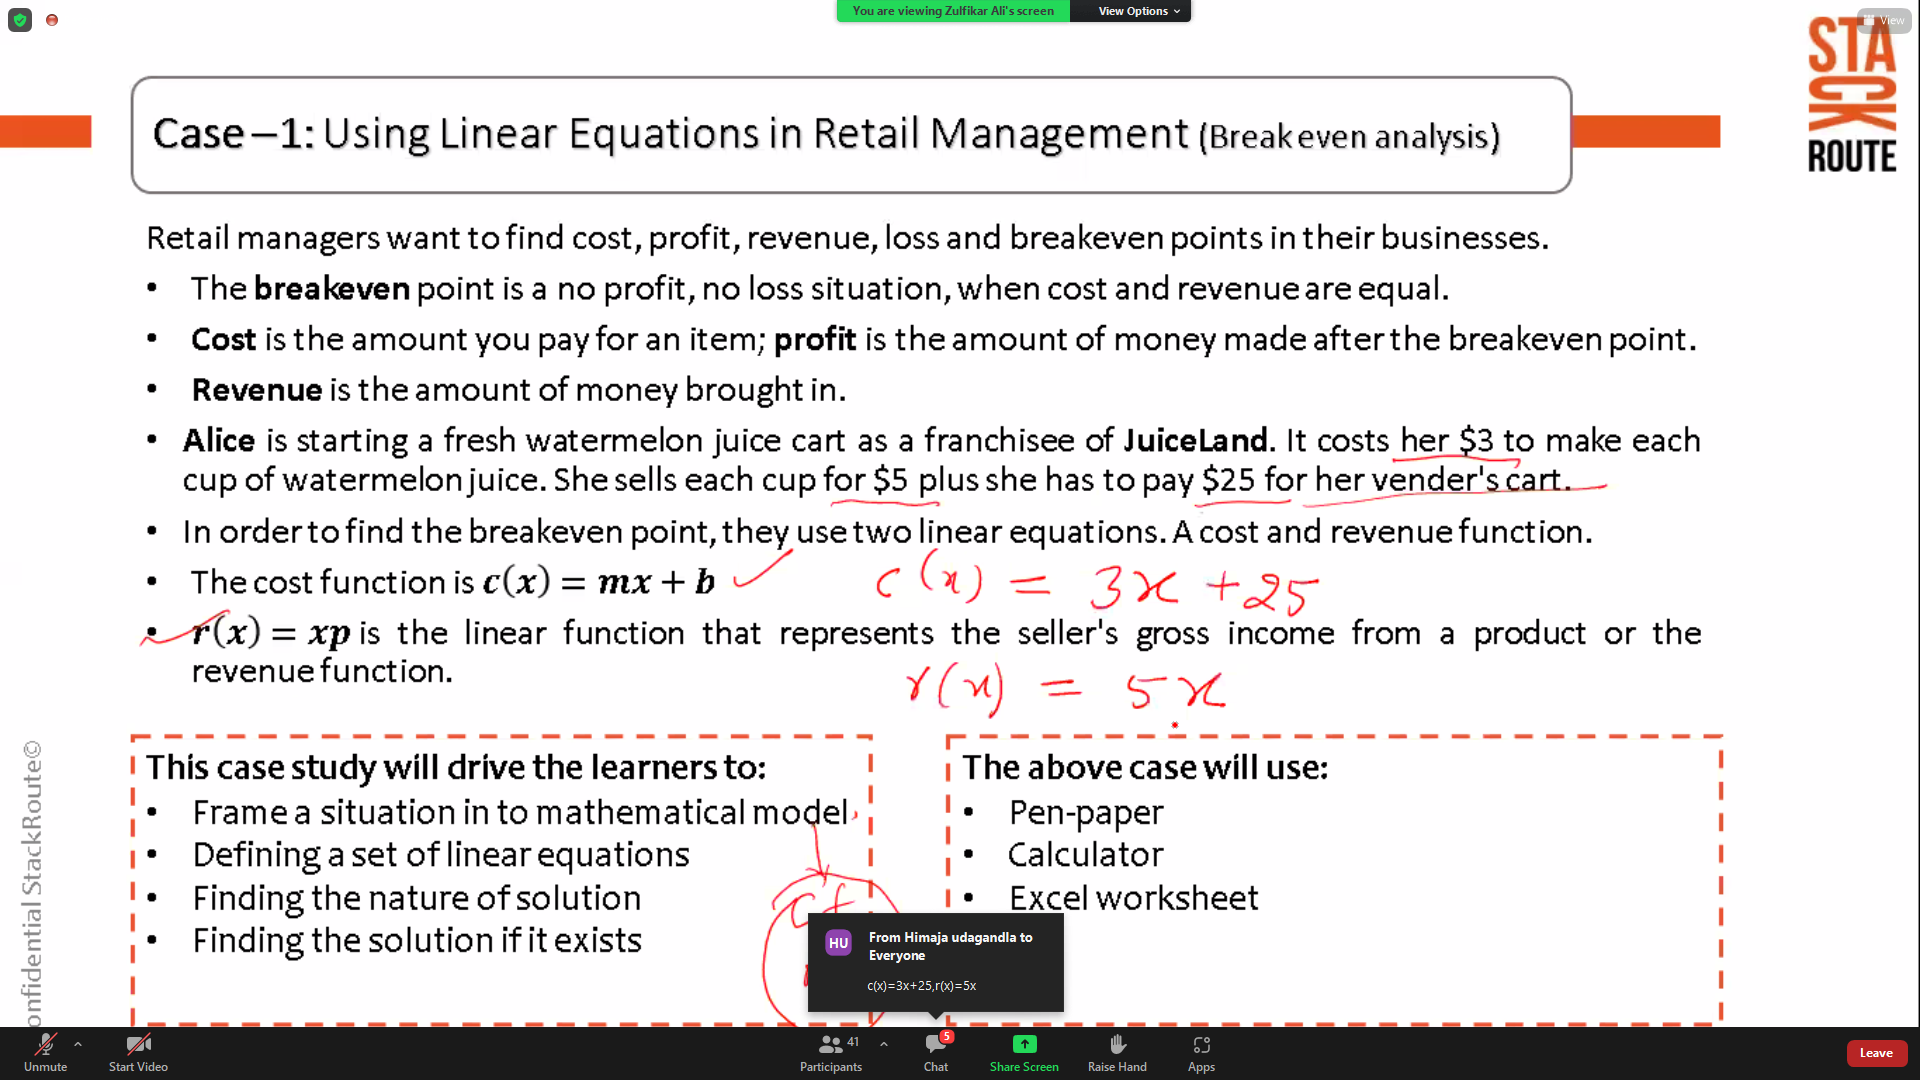 You are viewing Zulfikar Ali's screen View Options
View
STA
CK
ROUTE
Case –1: Using Linear Equations in Retail Management (Breakeven analysis)
Retail managers want to find cost, profit, revenue, loss and breakeven points in their businesses.
• The breakeven point is a no profit, no loss situation, when cost and revenue are equal.
• Cost is the amount you pay for an item; profit is the amount of money made after the breakeven point.
• Revenue is the amount of money brought in.
• Alice is starting a fresh watermelon juice cart as a franchisee of JuiceLand. It costs her $3 to make each
cup of watermelon juice. She sells each cup for $5 plus she has to pay $25 for her vender's cart.
• In order to find the breakeven point, they use two linear equations. A cost and revenue function.
• The cost function is c(x) = mx + b
c(x) = 3x + 25
• r(x) = xp is the linear function that represents the seller's gross income from a product or the
revenue function.
r(x) = 5x
This case study will drive the learners to:
• Frame a situation in to mathematical model
• Defining a set of linear equations
• Finding the nature of solution
• Finding the solution if it exists
The above case will use:
• Pen-paper
• Calculator
• Excel worksheet
onfidential StackRoute©
HU
From Himaja udagandla to
Everyone
c(x)=3x+25,r(x)=5x
Unmute
Start Video
41
Participants
5
Chat
Share Screen
Raise Hand
Apps
Leave